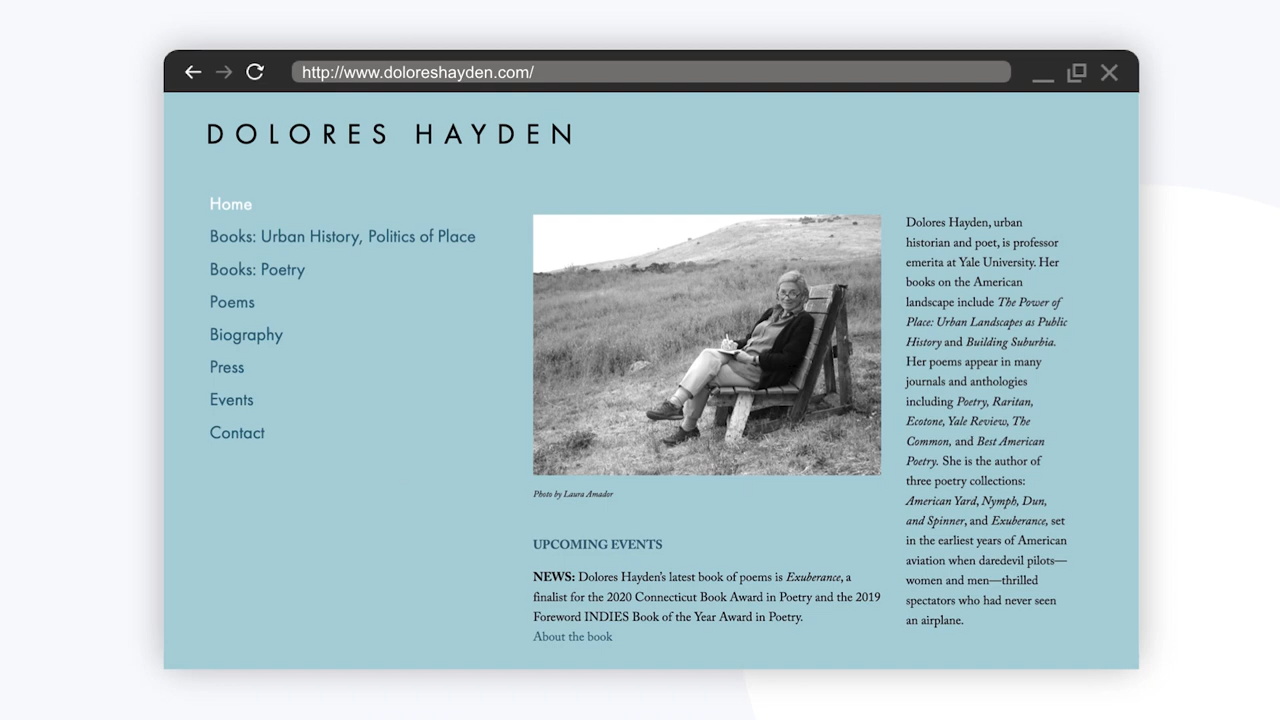 http://www.doloreshayden.com/
DOLORES HAYDEN
Home
Books: Urban History, Politics of Place
Books: Poetry
Poems
Biography
Press
Events
Contact
Photo by Laura Amador
UPCOMING EVENTS
NEWS: Dolores Hayden's latest book of poems is Exuberance, a
finalist for the 2020 Connecticut Book Award in Poetry and the 2019
Foreword INDIES Book of the Year Award in Poetry.
About the book
Dolores Hayden, urban
historian and poet, is professor
emerita at Yale University. Her
books on the American
landscape include The Power of
Place: Urban Landscapes as Public
History and Building Suburbia.
Her poems appear in many
journals and anthologies
including Poetry, Raritan,
Ecotone, Yale Review, The
Common, and Best American
Poetry. She is the author of
three poetry collections:
American Yard, Nymph, Dun,
and Spinner, and Exuberance, set
in the earliest years of American
aviation when daredevil pilots—
women and men—thrilled
spectators who had never seen
an airplane.